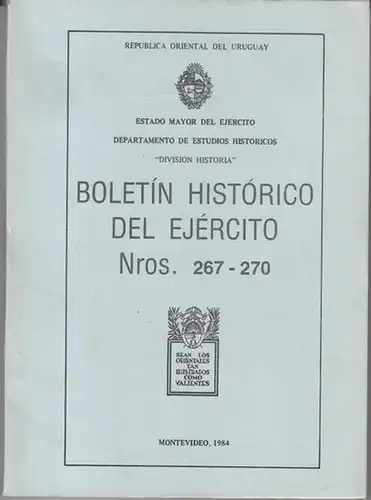 REPUBLICA ORIENTAL DEL URUGUAY
ESTADO MAYOR DEL EJERCITO
DEPARTAMENTO DE ESTUDIOS HISTORICOS
"DIVISION HISTORIA"
BOLETÍN HISTÓRICO
DEL EJÉRCITO
Nros. 267 - 270
SEAN LOS
ORIENTALES
TAN
ILUSTRADOS
COMO
VALIENTES
MONTEVIDEO, 1984